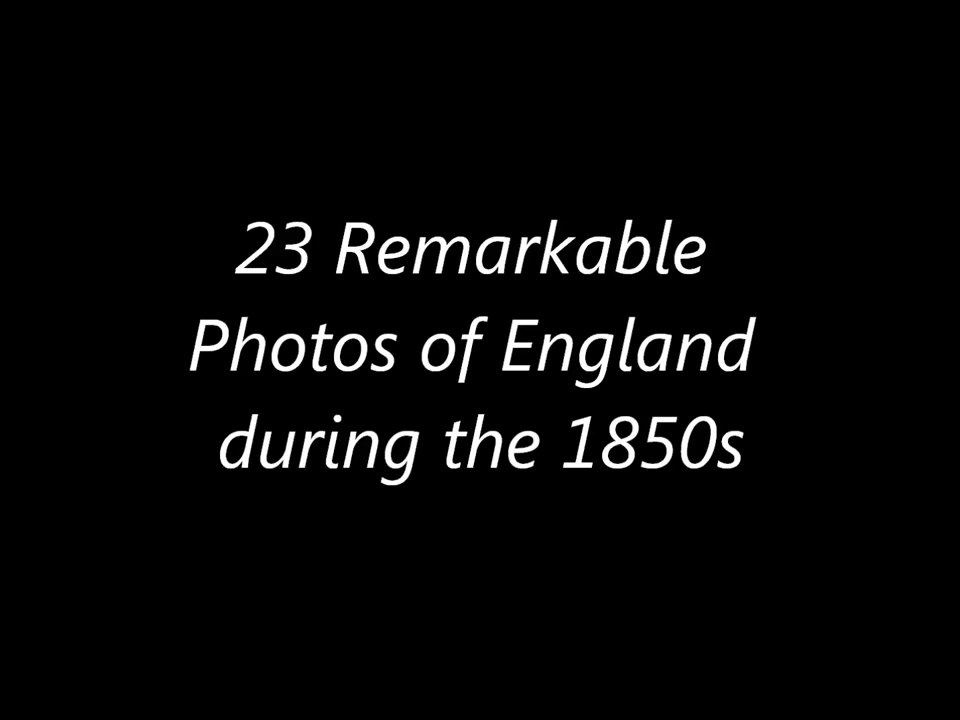 23 Remarkable
Photos of England
during the 1850s